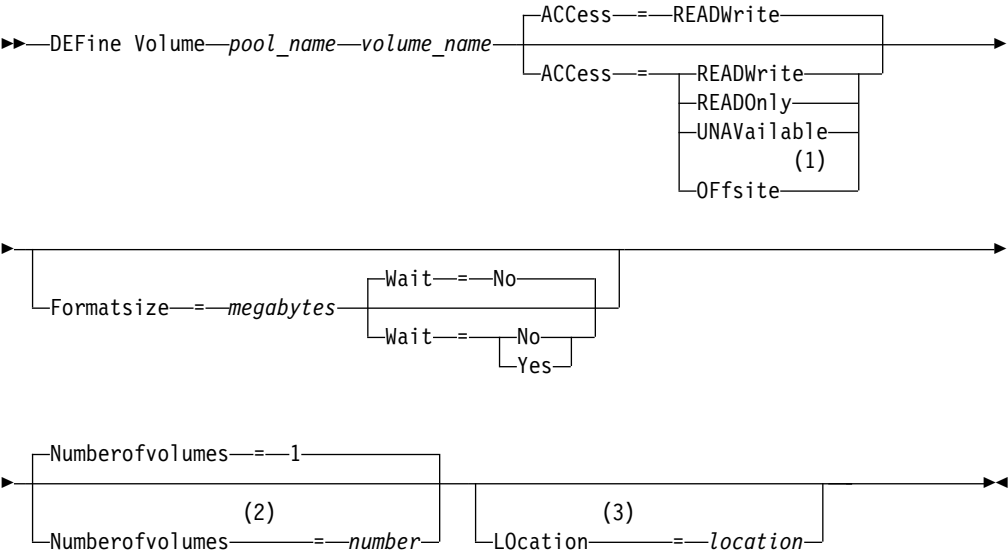 ACCess = READWrite
DEFine Volume pool_name volume_name
ACCess = READWrite
READOnly
UNAVailable
(1)
OFfsite
Wait = No
Formatsize = megabytes
Wait = No
Yes
Numberofvolumes = 1
(2) (3)
Numberofvolumes = number LOcation = location